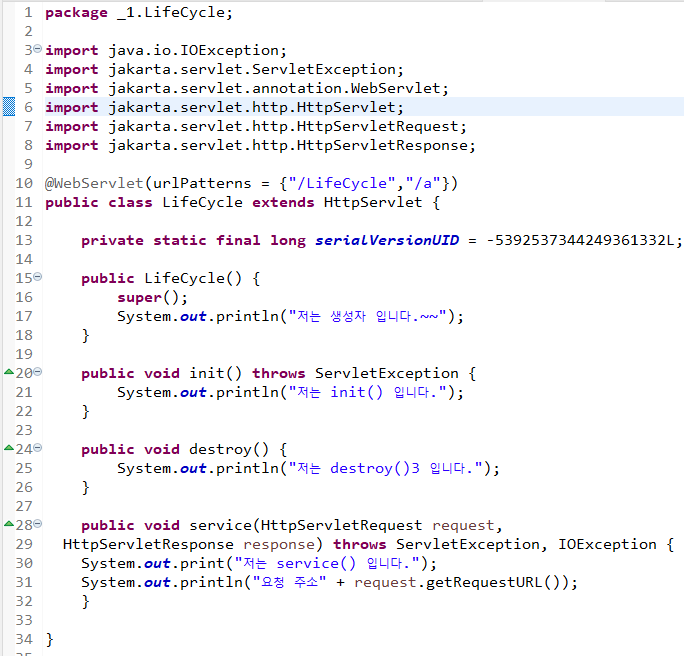 1 package _1.LifeCycle;
2
3 import java.io.IOException;
4 import jakarta.servlet.ServletException;
5 import jakarta.servlet.annotation.WebServlet;
6 import jakarta.servlet.http.HttpServlet;
7 import jakarta.servlet.http.HttpServletRequest;
8 import jakarta.servlet.http.HttpServletResponse;
9
10 @WebServlet(urlPatterns = {"/LifeCycle","/a"})
11 public class LifeCycle extends HttpServlet {
12
13     private static final long serialVersionUID = -5392537344249361332L;
14
15     public LifeCycle() {
16         super();
17         System.out.println("저는 생성자 입니다.~~");
18     }
19
20     public void init() throws ServletException {
21         System.out.println("저는 init() 입니다.");
22     }
23
24     public void destroy() {
25         System.out.println("저는 destroy()3 입니다.");
26     }
27
28     public void service(HttpServletRequest request,
29   HttpServletResponse response) throws ServletException, IOException {
30     System.out.print("저는 service() 입니다.");
31     System.out.println("요청 주소" + request.getRequestURL());
32     }
33
34 }